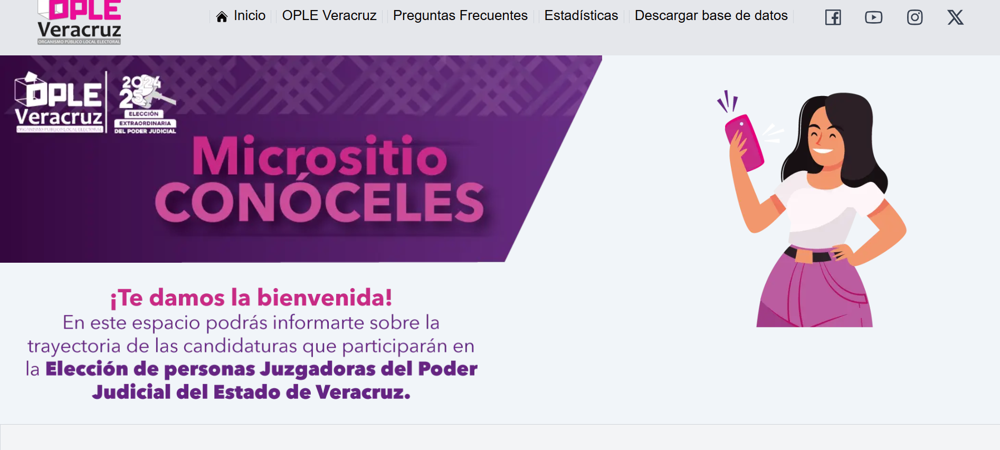 OPLE
Veracruz
ORGANISMO PÚBLICO LOCAL ELECTORAL
Inicio
OPLE Veracruz
Preguntas Frecuentes
Estadísticas
Descargar base de datos
OPLE
Veracruz
ORGANISMO PÚBLICO LOCAL ELECTORAL
2024
25
ELECCIÓN
EXTRAORDINARIA
DEL PODER JUDICIAL
Micrositio
CONÓCELES
¡Te damos la bienvenida!
En este espacio podrás informarte sobre la
trayectoria de las candidaturas que participarán en
la Elección de personas Juzgadoras del Poder
Judicial del Estado de Veracruz.